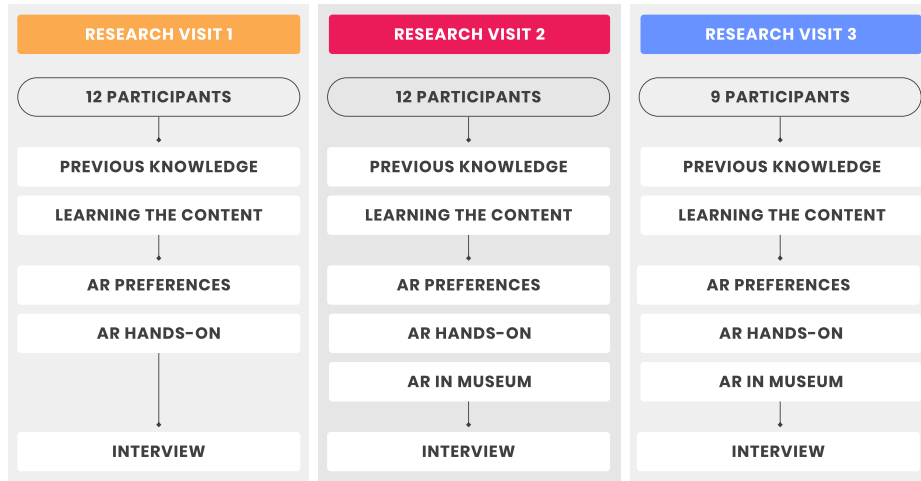 RESEARCH VISIT 1
12 PARTICIPANTS
PREVIOUS KNOWLEDGE
LEARNING THE CONTENT
AR PREFERENCES
AR HANDS-ON
INTERVIEW
RESEARCH VISIT 2
12 PARTICIPANTS
PREVIOUS KNOWLEDGE
LEARNING THE CONTENT
AR PREFERENCES
AR HANDS-ON
AR IN MUSEUM
INTERVIEW
RESEARCH VISIT 3
9 PARTICIPANTS
PREVIOUS KNOWLEDGE
LEARNING THE CONTENT
AR PREFERENCES
AR HANDS-ON
AR IN MUSEUM
INTERVIEW